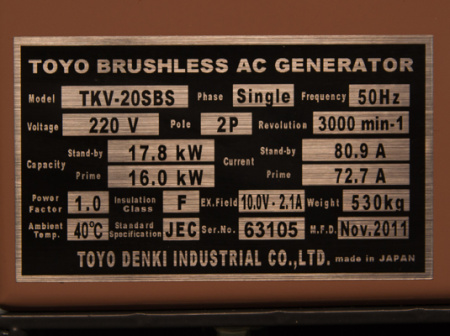 TOYO BRUSHLESS AC GENERATOR
Model TKV-20SBS Phase Single Frequency 50Hz
Voltage 220 V Pole 2P Revolution 3000 min-1
Capacity Stand-by 17.8 kW Current Stand-by 80.9 A
Prime 16.0 kW Prime 72.7 A
Power Factor 1.0 Insulation Class F EX.Field 10.0V - 2.1A Weight 530kg
Ambient Temp. 40℃ Standard Specification JEC Ser.No. 63105 M.F.D. Nov.2011
TOYO DENKI INDUSTRIAL CO.,LTD. made in JAPAN